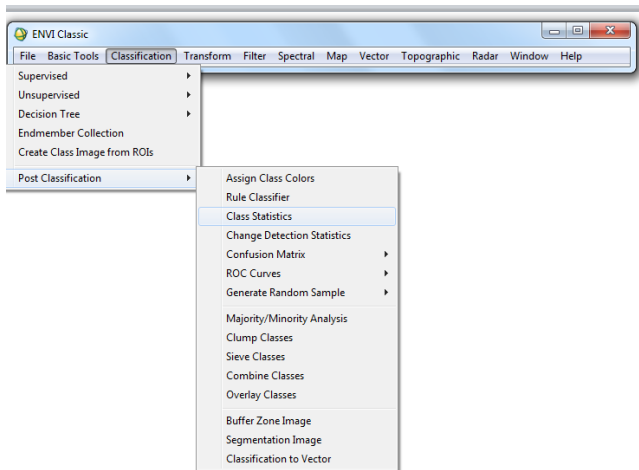 ENVI Classic
File Basic Tools Classification Transform Filter Spectral Map Vector Topographic Radar Window Help
Supervised
Unsupervised
Decision Tree
Endmember Collection
Create Class Image from ROIs
Post Classification
Assign Class Colors
Rule Classifier
Class Statistics
Change Detection Statistics
Confusion Matrix
ROC Curves
Generate Random Sample
Majority/Minority Analysis
Clump Classes
Sieve Classes
Combine Classes
Overlay Classes
Buffer Zone Image
Segmentation Image
Classification to Vector